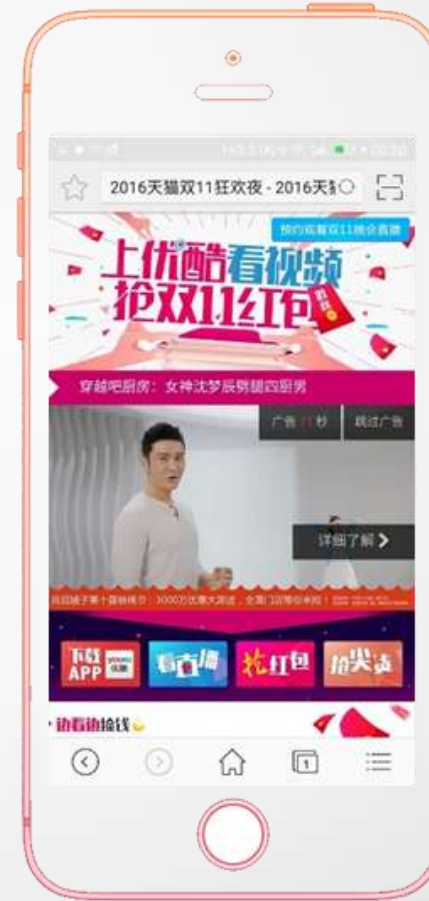 2016天猫双11狂欢夜 - 2016天猫
预约观看双11晚会直播
上优酷看视频
抢双11红包
穿越吧厨房：女神沈梦辰劈腿四厨男
广告 秒
跳过广告
详细了解
下载
APP
YOUKU
优酷
看直播
抢红包
抢尖货
边看边捡钱
1